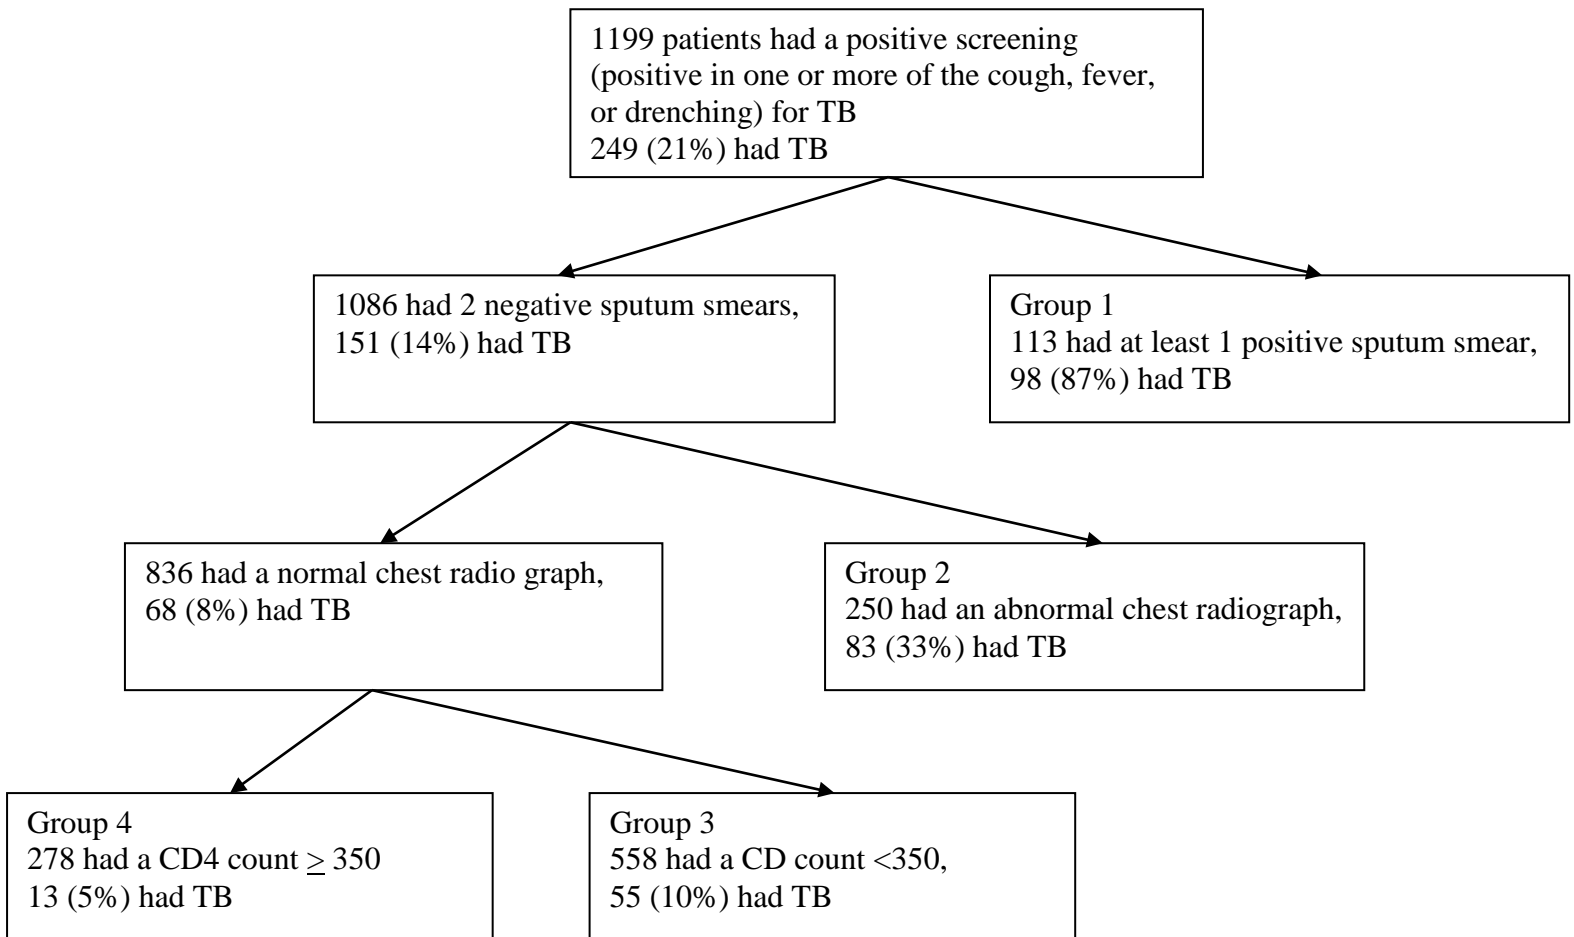 1199 patients had a positive screening
(positive in one or more of the cough, fever,
or drenching) for TB
249 (21%) had TB
1086 had 2 negative sputum smears,
151 (14%) had TB
Group 1
113 had at least 1 positive sputum smear,
98 (87%) had TB
836 had a normal chest radio graph,
68 (8%) had TB
Group 2
250 had an abnormal chest radiograph,
83 (33%) had TB
Group 4
278 had a CD4 count ≥ 350
13 (5%) had TB
Group 3
558 had a CD count <350,
55 (10%) had TB